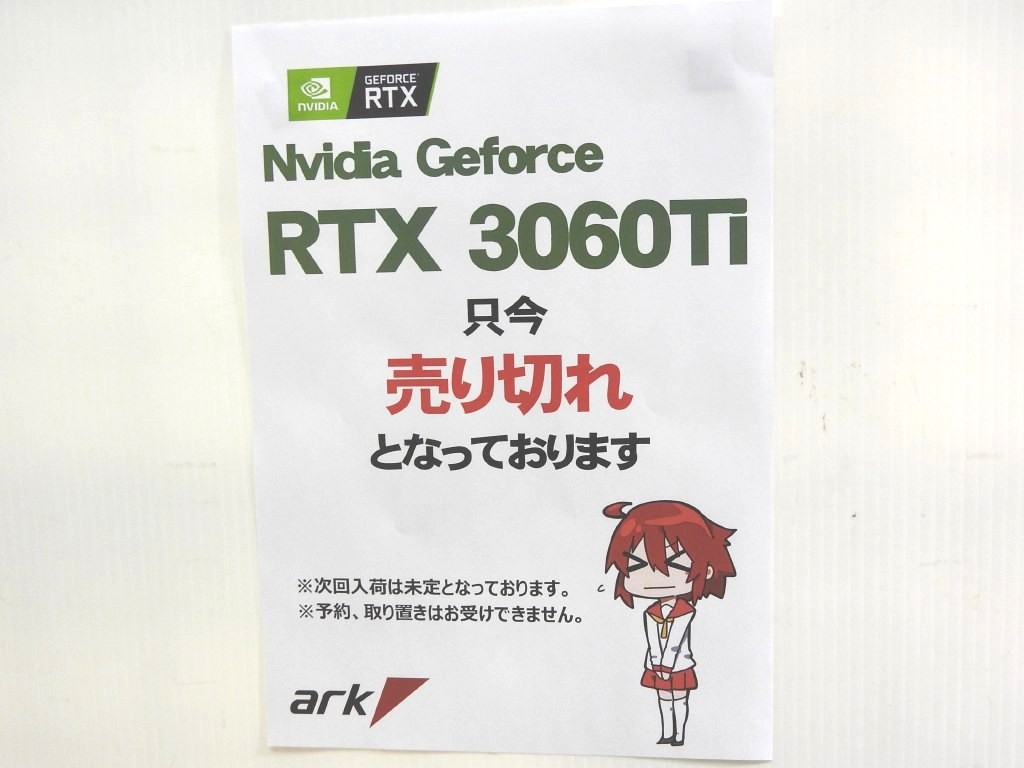 NVIDIA
GEFORCE
RTX
Nvidia Geforce
RTX 3060Ti
只今
売り切れ
となっております
※次回入荷は未定となっております。
※予約、取り置きはお受けできません。
ark